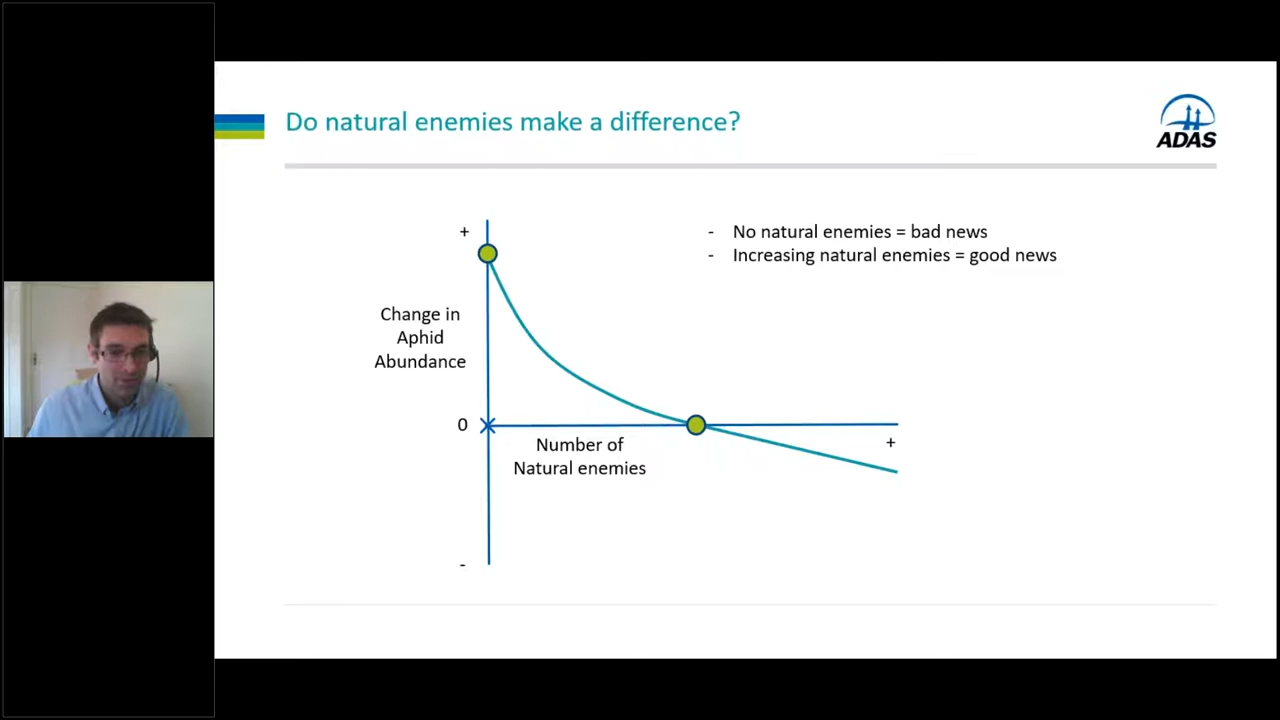 Do natural enemies make a difference?
ADAS
+
- No natural enemies = bad news
- Increasing natural enemies = good news
Change in
Aphid
Abundance
0
+
Number of
Natural enemies
-